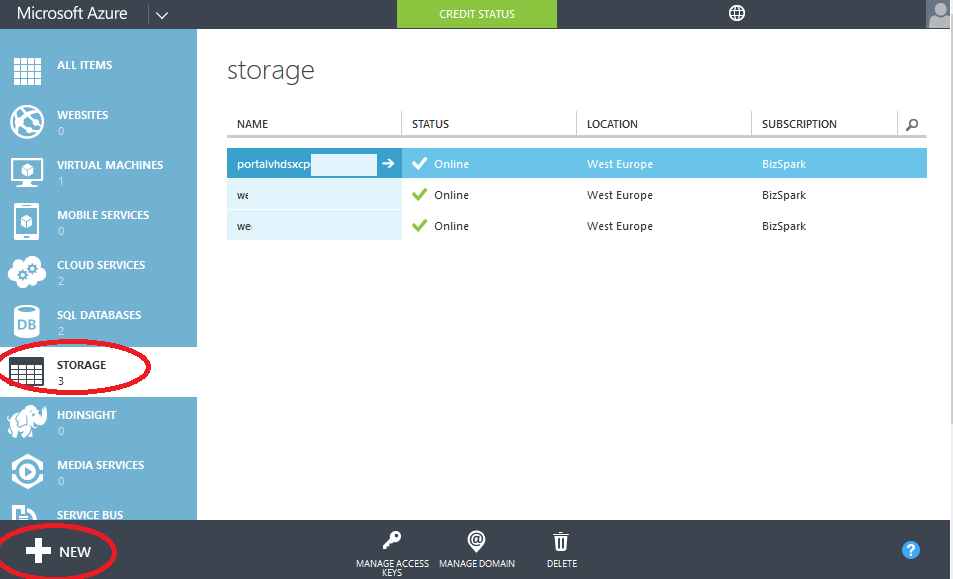 Microsoft Azure
CREDIT STATUS
ALL ITEMS
WEBSITES
0
VIRTUAL MACHINES
1
MOBILE SERVICES
0
CLOUD SERVICES
2
SQL DATABASES
2
DB
STORAGE
3
HDINSIGHT
0
MEDIA SERVICES
0
SERVICE BUS
storage
NAME STATUS LOCATION SUBSCRIPTION
portalvhdsxcp Online West Europe BizSpark
we Online West Europe BizSpark
we Online West Europe BizSpark
NEW
MANAGE ACCESS
KEYS
MANAGE DOMAIN
DELETE
?